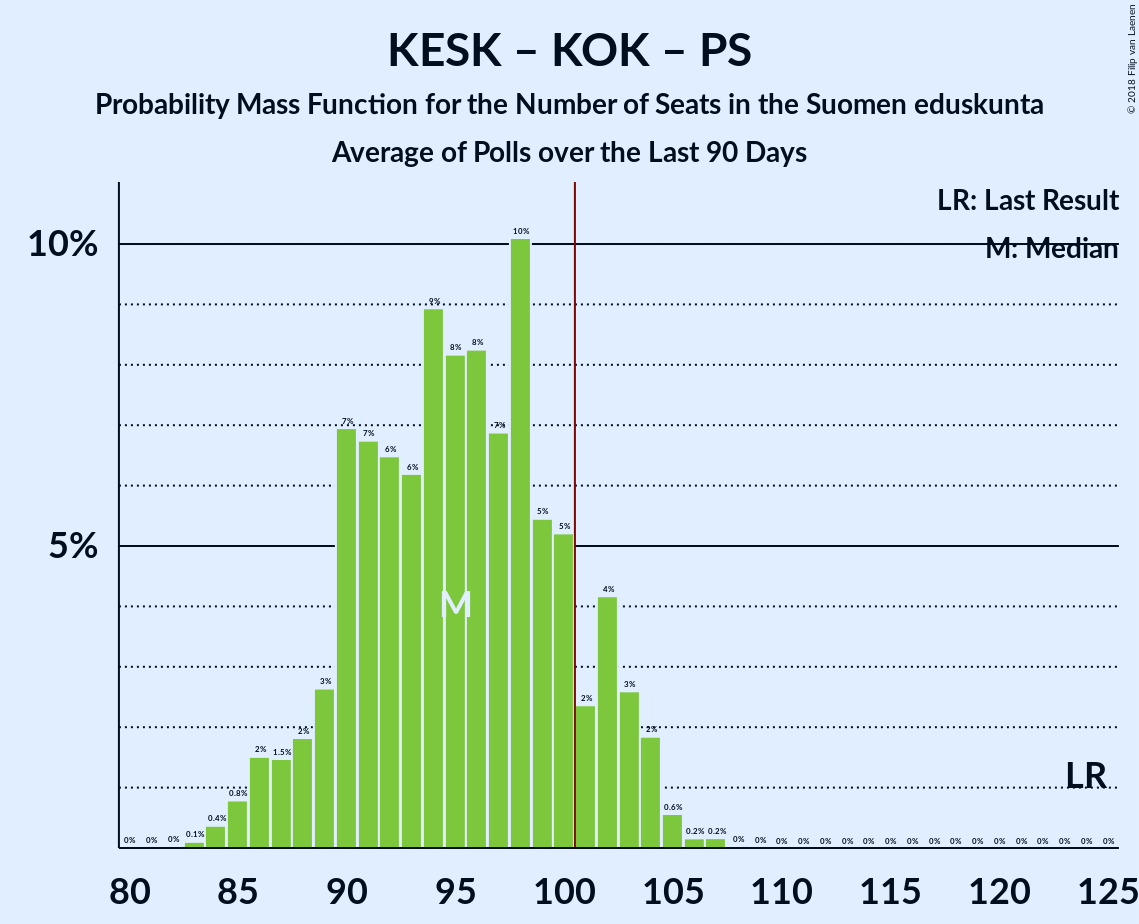 KESK – KOK – PS
Probability Mass Function for the Number of Seats in the Suomen eduskunta
Average of Polls over the Last 90 Days
© 2018 Filip van Laenen
LR: Last Result
M: Median
10%
5%
0% 0% 0% 0.1% 0.4% 0.8% 2% 1.5% 2% 3% 7% 7% 6% 6% 9% 8% 8% 7% 10% 5% 5% 2% 4% 3% 2% 0.6% 0.2% 0.2% 0% 0% 0% 0% 0% 0% 0% 0% 0% 0% 0% 0% 0% 0% 0% 0% 0% 0%
M
LR
80 85 90 95 100 105 110 115 120 125